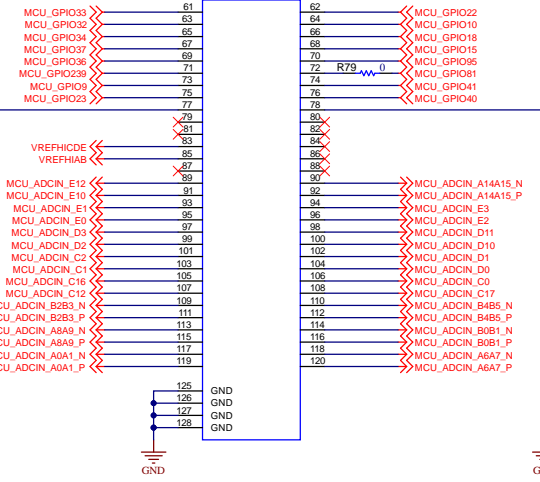 MCU_GPIO33 61 62 MCU_GPIO22
MCU_GPIO32 63 64 MCU_GPIO10
MCU_GPIO34 65 66 MCU_GPIO18
MCU_GPIO37 67 68 MCU_GPIO15
MCU_GPIO36 69 70 MCU_GPIO95
MCU_GPIO239 71 72 R79 0 MCU_GPIO81
MCU_GPIO9 73 74 MCU_GPIO41
MCU_GPIO23 75 76 MCU_GPIO40
77 78
79 80
81 82
VREFHICDE 83 84
VREFHIAB 85 86
87 88
MCU_ADCIN_E12 89 90 MCU_ADCIN_A14A15_N
MCU_ADCIN_E10 91 92 MCU_ADCIN_A14A15_P
MCU_ADCIN_E1 93 94 MCU_ADCIN_E3
MCU_ADCIN_E0 95 96 MCU_ADCIN_E2
MCU_ADCIN_D3 97 98 MCU_ADCIN_D11
MCU_ADCIN_D2 99 100 MCU_ADCIN_D10
MCU_ADCIN_C2 101 102 MCU_ADCIN_D1
MCU_ADCIN_C1 103 104 MCU_ADCIN_D0
MCU_ADCIN_C16 105 106 MCU_ADCIN_C0
MCU_ADCIN_C12 107 108 MCU_ADCIN_C17
CU_ADCIN_B2B3_N 109 110 MCU_ADCIN_B4B5_N
CU_ADCIN_B2B3_P 111 112 MCU_ADCIN_B4B5_P
CU_ADCIN_A8A9_N 113 114 MCU_ADCIN_B0B1_N
CU_ADCIN_A8A9_P 115 116 MCU_ADCIN_B0B1_P
CU_ADCIN_A0A1_N 117 118 MCU_ADCIN_A6A7_N
CU_ADCIN_A0A1_P 119 120 MCU_ADCIN_A6A7_P
125 GND
126 GND
127 GND
128 GND
GND G